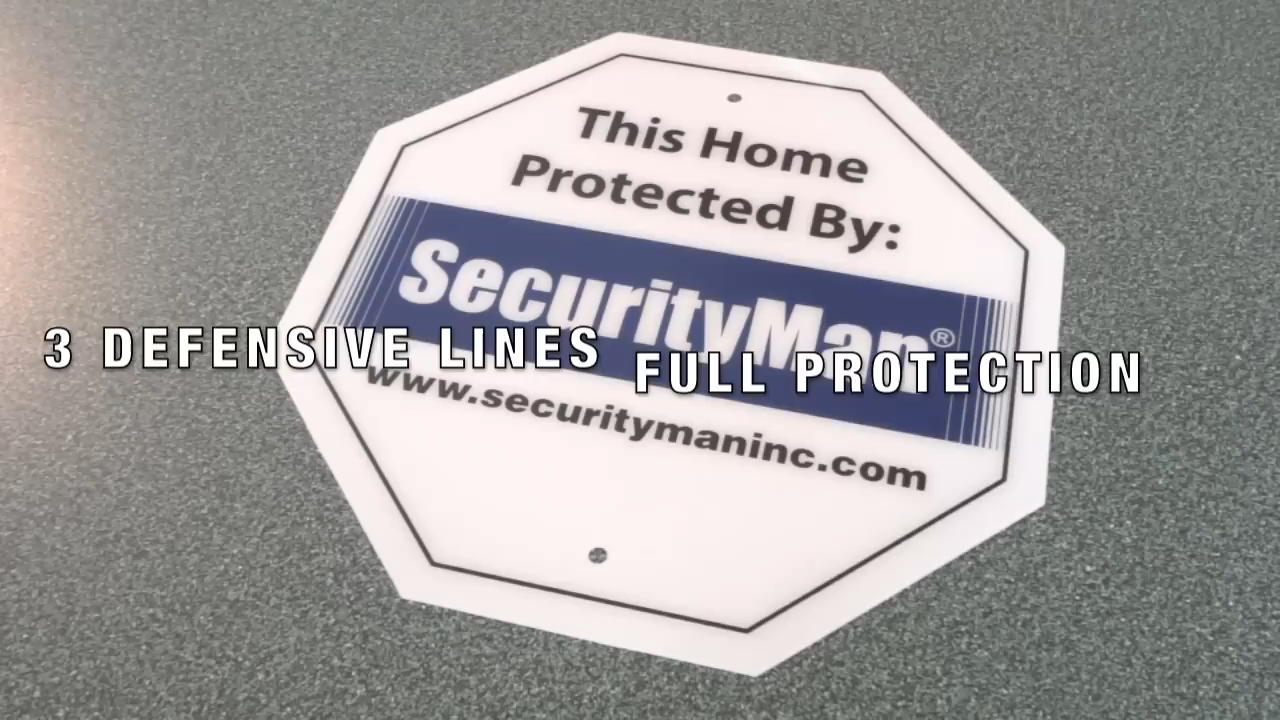 This Home
Protected By:
SecurityMan®
3 DEFENSIVE LINES FULL PROTECTION
www.securitymaninc.com